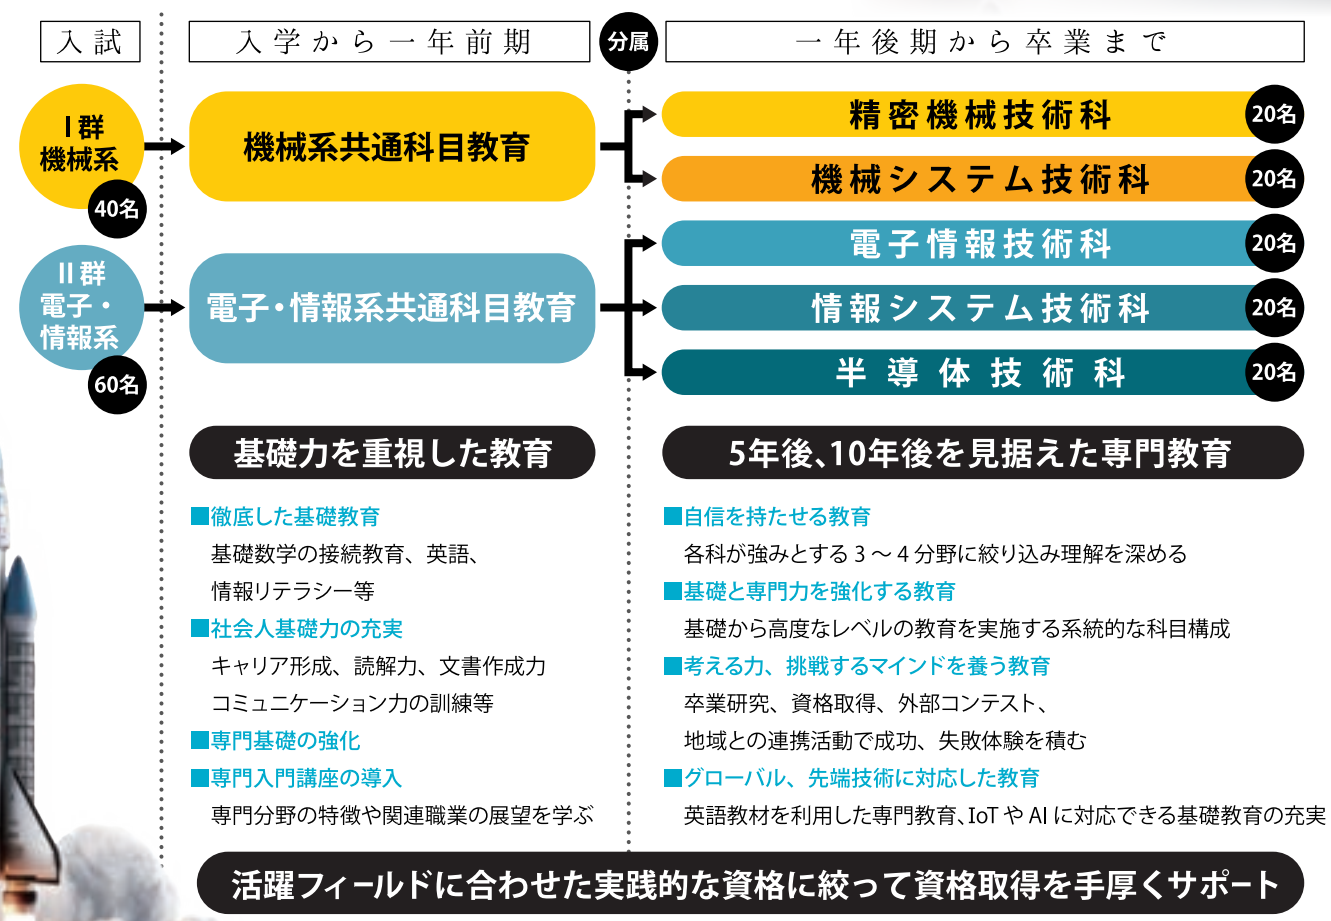 入試
入学から一年前期
分属
一年後期から卒業まで
I群
機械系
40名
機械系共通科目教育
精密機械技術科
20名
機械システム技術科
20名
II群
電子・
情報系
60名
電子・情報系共通科目教育
電子情報技術科
20名
情報システム技術科
20名
半導体技術科
20名
基礎力を重視した教育
■徹底した基礎教育
基礎数学の接続教育、英語、
情報リテラシー等
■社会人基礎力の充実
キャリア形成、読解力、文書作成力
コミュニケーション力の訓練等
■専門基礎の強化
■専門入門講座の導入
専門分野の特徴や関連職業の展望を学ぶ
5年後、10年後を見据えた専門教育
■自信を持たせる教育
各科が強みとする3～4分野に絞り込み理解を深める
■基礎と専門力を強化する教育
基礎から高度なレベルの教育を実施する系統的な科目構成
■考える力、挑戦するマインドを養う教育
卒業研究、資格取得、外部コンテスト、
地域との連携活動で成功、失敗体験を積む
■グローバル、先端技術に対応した教育
英語教材を利用した専門教育、IoTやAIに対応できる基礎教育の充実
活躍フィールドに合わせた実践的な資格に絞って資格取得を手厚くサポート